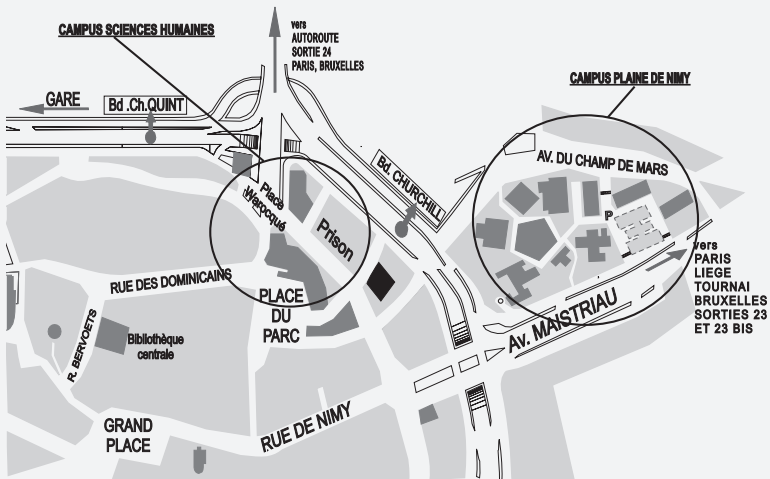 CAMPUS SCIENCES HUMAINES
vers
AUTOROUTE
SORTIE 24
PARIS, BRUXELLES
CAMPUS PLAINE DE NIMY
GARE
Bd .Ch.QUINT
AV. DU CHAMP DE MARS
Bd. CHURCHILL
Place
Warocqué
Prison
P
vers
PARIS
LIEGE
TOURNAI
BRUXELLES
SORTIES 23
ET 23 BIS
RUE DES DOMINICAINS
PLACE
DU
PARC
Av. MAISTRIAU
R. BERVOETS
Bibliothèque
centrale
GRAND
PLACE
RUE DE NIMY